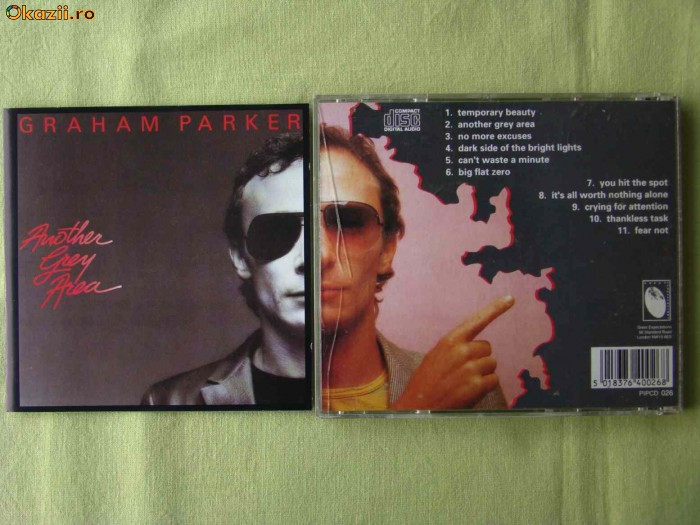 Okazii.ro
GRAHAM PARKER
Another
Grey
Area
COMPACT
disc
DIGITAL AUDIO
1. temporary beauty
2. another grey area
3. no more excuses
4. dark side of the bright lights
5. can't waste a minute
6. big flat zero
7. you hit the spot
8. it's all worth nothing alone
9. crying for attention
10. thankless task
11. fear not
5 018376 400268
PIPCD 026